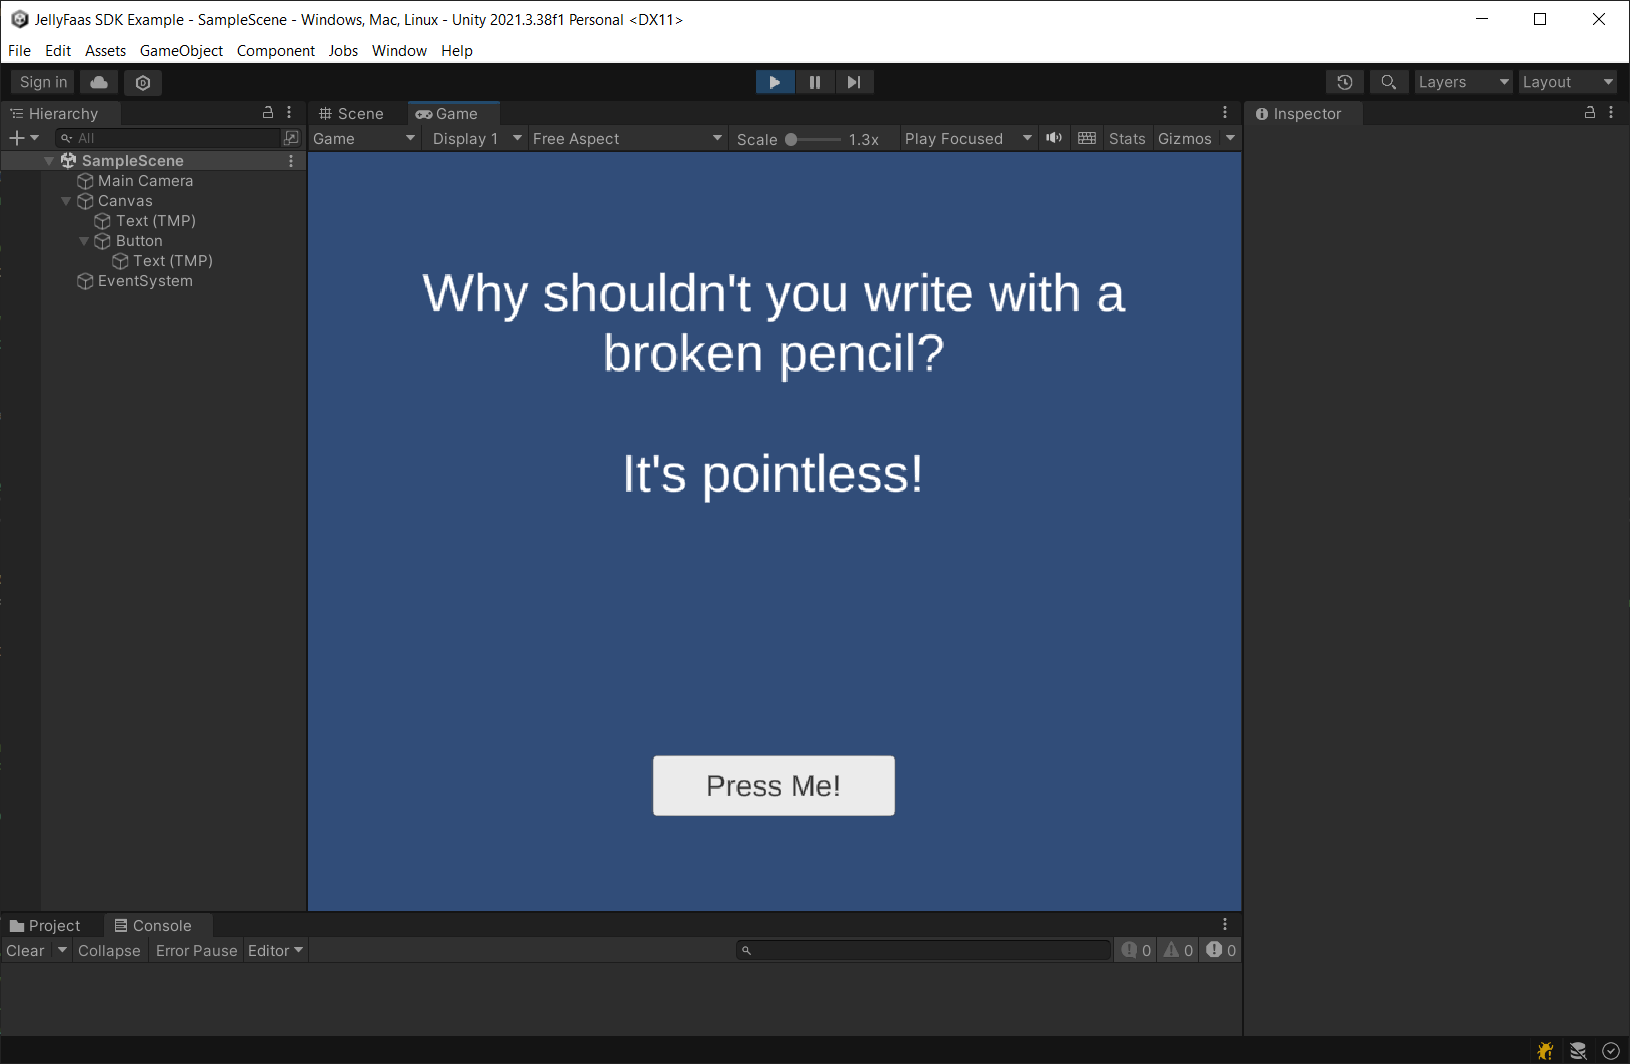 JellyFaas SDK Example - SampleScene - Windows, Mac, Linux - Unity 2021.3.38f1 Personal <DX11>
File Edit Assets GameObject Component Jobs Window Help
Sign in Layers Layout
Hierarchy Scene Game Inspector
All Game Display 1 Free Aspect Scale 1.3x Play Focused Stats Gizmos
SampleScene
Main Camera
Canvas
Text (TMP)
Button
Text (TMP)
EventSystem
Why shouldn't you write with a
broken pencil?
It's pointless!
Press Me!
Project Console
Clear Collapse Error Pause Editor 0 0 0